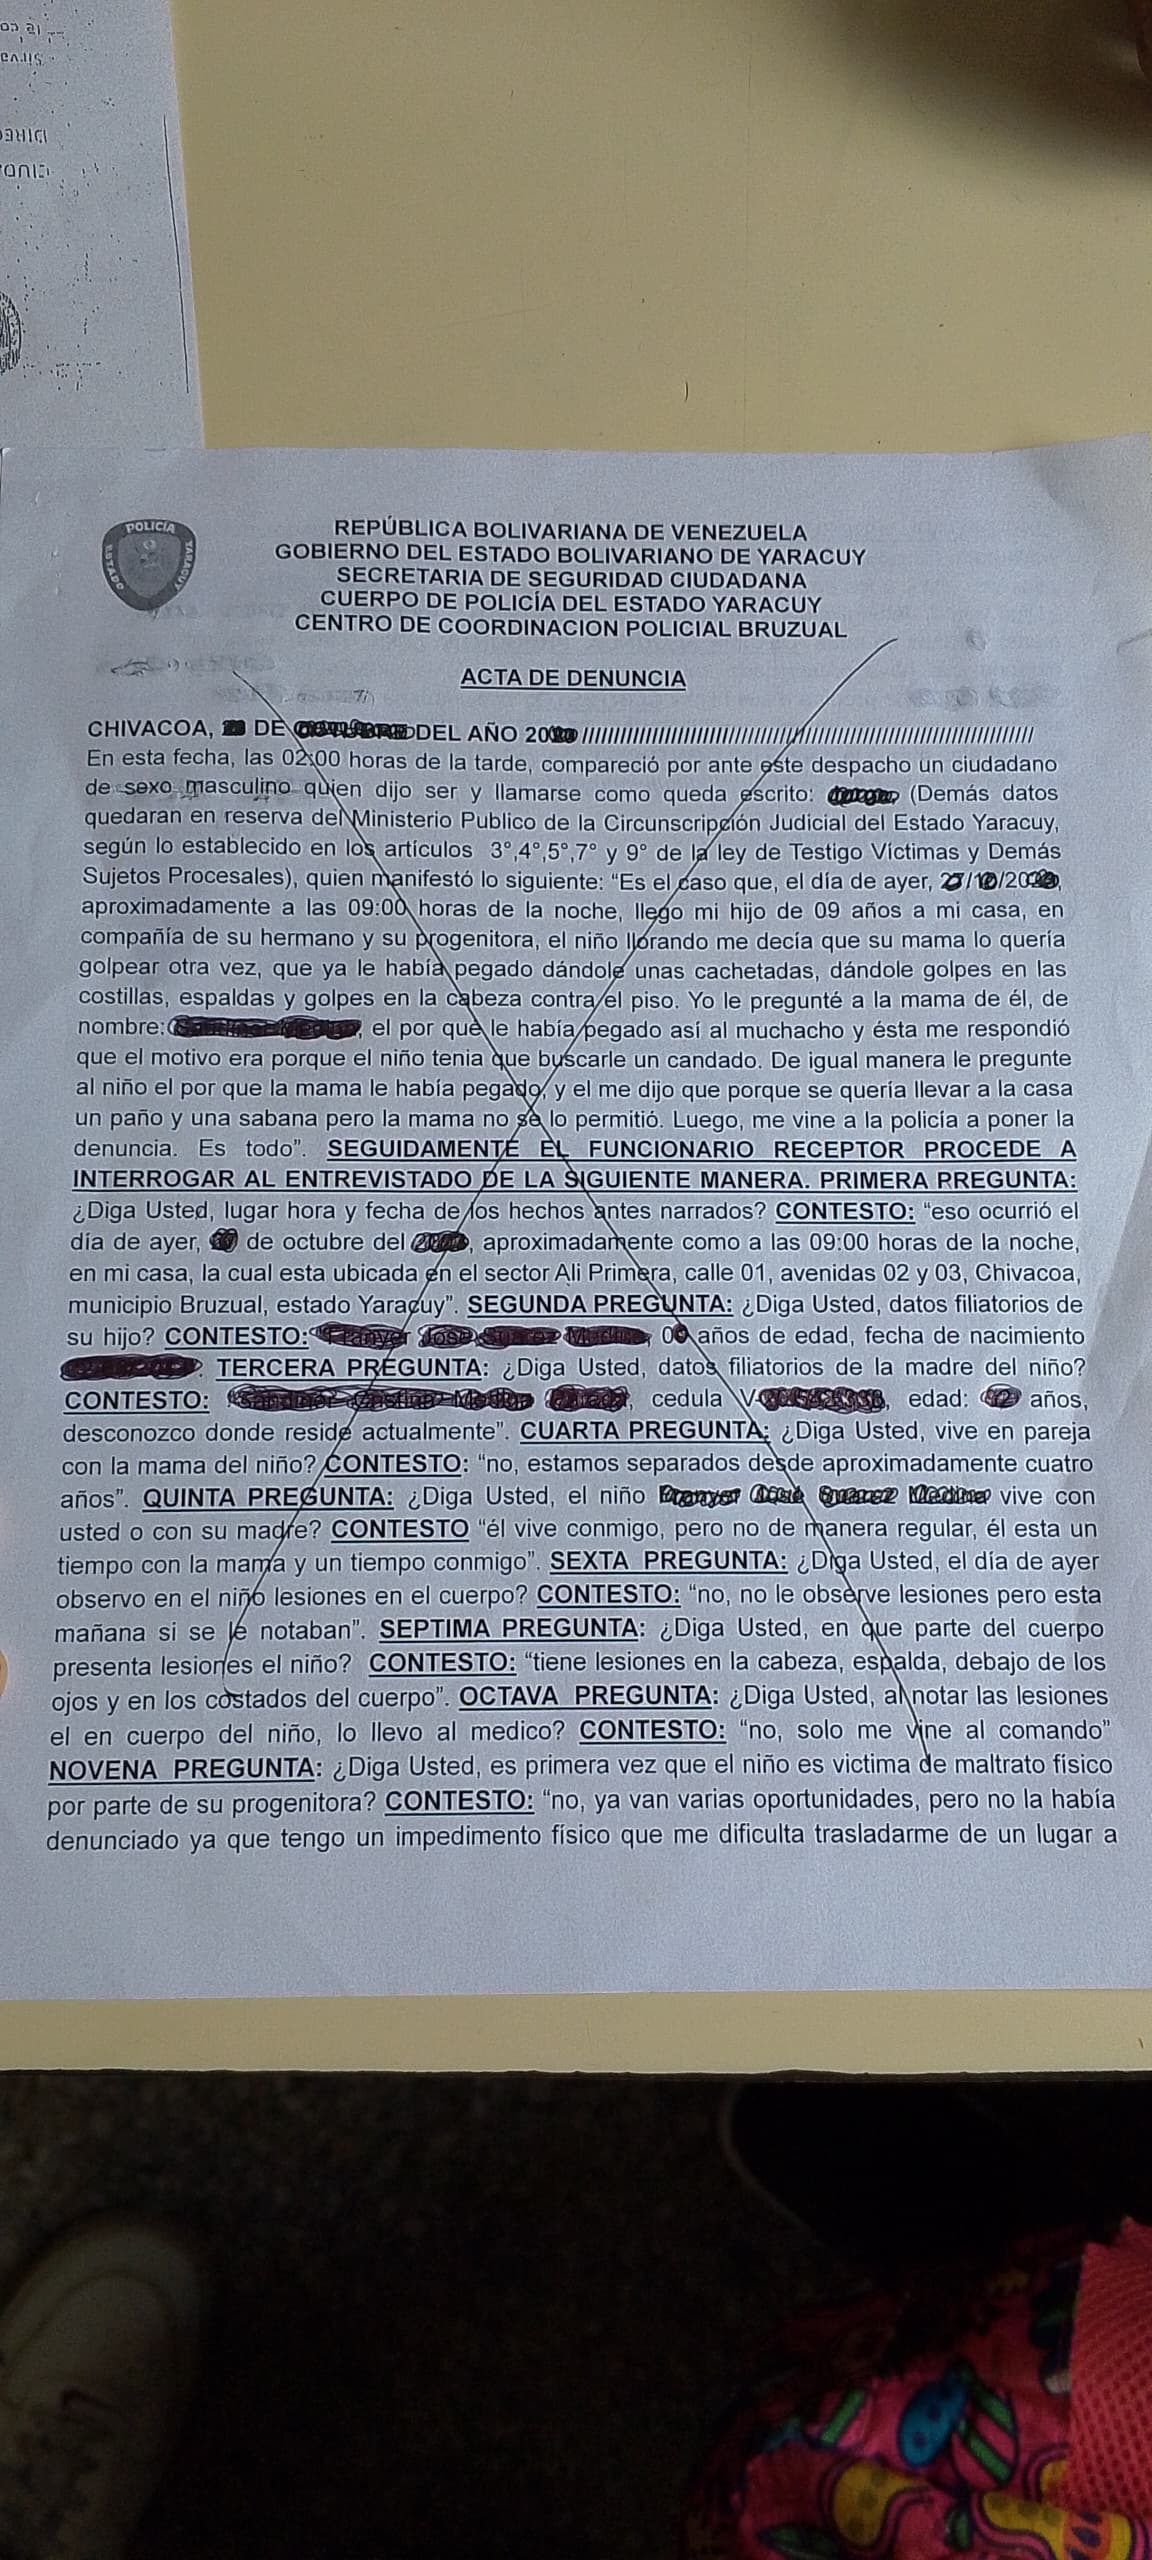 POLICÍA
ESTADO YARACUY
REPÚBLICA BOLIVARIANA DE VENEZUELA
GOBIERNO DEL ESTADO BOLIVARIANO DE YARACUY
SECRETARIA DE SEGURIDAD CIUDADANA
CUERPO DE POLICÍA DEL ESTADO YARACUY
CENTRO DE COORDINACION POLICIAL BRUZUAL
ACTA DE DENUNCIA
CHIVACOA, DE DEL AÑO ////////////////////////////////////////////////////////////////////////
En esta fecha, las 02:00 horas de la tarde, compareció por ante este despacho un ciudadano
de sexo masculino quien dijo ser y llamarse como queda escrito: (Demás datos
quedaran en reserva del Ministerio Publico de la Circunscripción Judicial del Estado Yaracuy,
según lo establecido en los artículos 3°,4°,5°,7° y 9° de la ley de Testigo Víctimas y Demás
Sujetos Procesales), quien manifestó lo siguiente: “Es el caso que, el día de ayer,
aproximadamente a las 09:00 horas de la noche, llego mi hijo de 09 años a mi casa, en
compañía de su hermano y su progenitora, el niño llorando me decía que su mama lo quería
golpear otra vez, que ya le había pegado dándole unas cachetadas, dándole golpes en las
costillas, espaldas y golpes en la cabeza contra el piso. Yo le pregunté a la mama de él, de
nombre: , el por qué le había pegado así al muchacho y ésta me respondió
que el motivo era porque el niño tenia que buscarle un candado. De igual manera le pregunte
al niño el por que la mama le había pegado, y el me dijo que porque se quería llevar a la casa
un paño y una sabana pero la mama no se lo permitió. Luego, me vine a la policía a poner la
denuncia. Es todo”. SEGUIDAMENTE EL FUNCIONARIO RECEPTOR PROCEDE A
INTERROGAR AL ENTREVISTADO DE LA SIGUIENTE MANERA. PRIMERA PREGUNTA:
¿Diga Usted, lugar hora y fecha de los hechos antes narrados? CONTESTO: “eso ocurrió el
día de ayer, de octubre del , aproximadamente como a las 09:00 horas de la noche,
en mi casa, la cual esta ubicada en el sector Ali Primera, calle 01, avenidas 02 y 03, Chivacoa,
municipio Bruzual, estado Yaracuy”. SEGUNDA PREGUNTA: ¿Diga Usted, datos filiatorios de
su hijo? CONTESTO: años de edad, fecha de nacimiento
. TERCERA PREGUNTA: ¿Diga Usted, datos filiatorios de la madre del niño?
CONTESTO: , cedula , edad: años,
desconozco donde reside actualmente”. CUARTA PREGUNTA: ¿Diga Usted, vive en pareja
con la mama del niño? CONTESTO: “no, estamos separados desde aproximadamente cuatro
años”. QUINTA PREGUNTA: ¿Diga Usted, el niño vive con
usted o con su madre? CONTESTO “él vive conmigo, pero no de manera regular, él esta un
tiempo con la mama y un tiempo conmigo”. SEXTA PREGUNTA: ¿Diga Usted, el día de ayer
observo en el niño lesiones en el cuerpo? CONTESTO: “no, no le observe lesiones pero esta
mañana si se le notaban”. SEPTIMA PREGUNTA: ¿Diga Usted, en que parte del cuerpo
presenta lesiones el niño? CONTESTO: “tiene lesiones en la cabeza, espalda, debajo de los
ojos y en los costados del cuerpo”. OCTAVA PREGUNTA: ¿Diga Usted, al notar las lesiones
el en cuerpo del niño, lo llevo al medico? CONTESTO: “no, solo me vine al comando”
NOVENA PREGUNTA: ¿Diga Usted, es primera vez que el niño es victima de maltrato físico
por parte de su progenitora? CONTESTO: “no, ya van varias oportunidades, pero no la había
denunciado ya que tengo un impedimento físico que me dificulta trasladarme de un lugar a